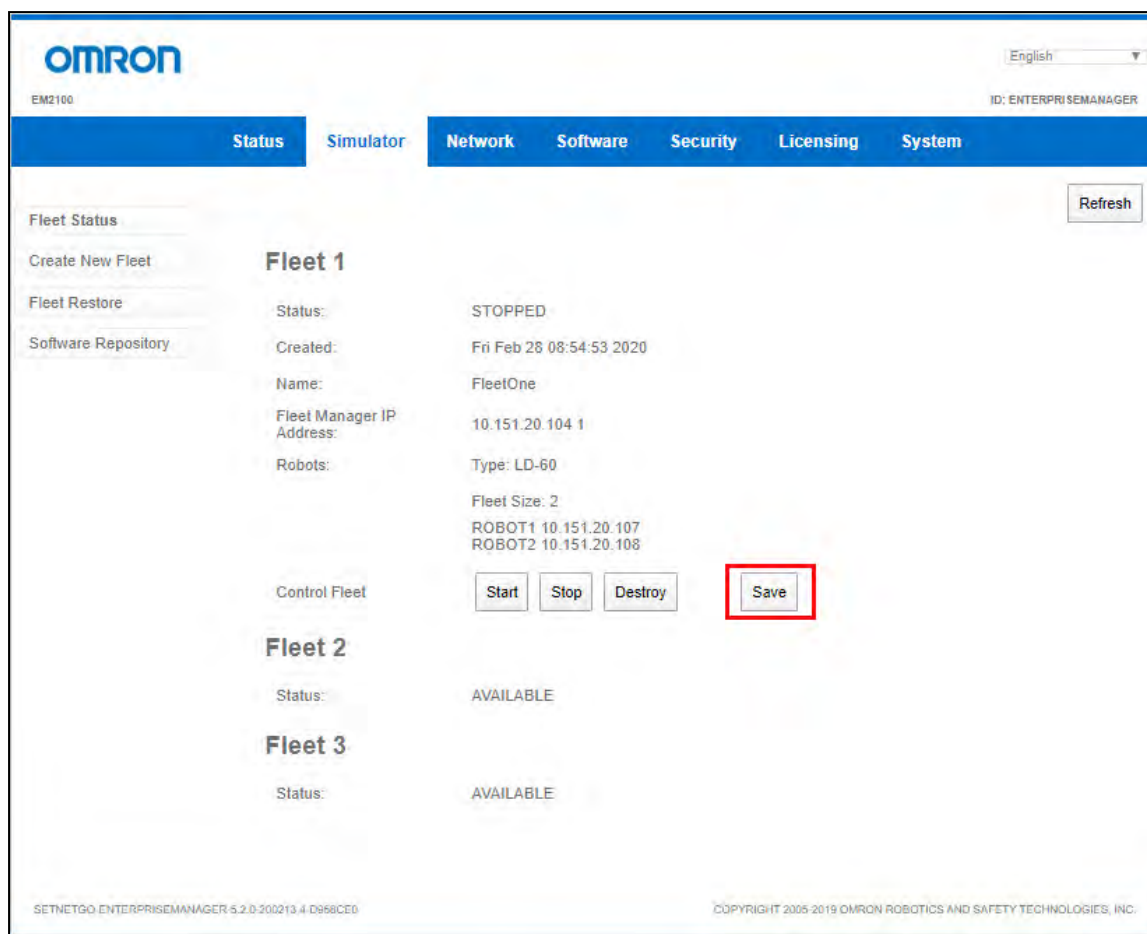 OMRON
English
EM2100
ID: ENTERPRISEMANAGER
Status Simulator Network Software Security Licensing System
Refresh
Fleet Status
Create New Fleet
Fleet Restore
Software Repository
Fleet 1
Status: STOPPED
Created: Fri Feb 28 08:54:53 2020
Name: FleetOne
Fleet Manager IP
Address: 10.151.20.104 1
Robots: Type: LD-60
Fleet Size: 2
ROBOT1 10.151.20.107
ROBOT2 10.151.20.108
Control Fleet Start Stop Destroy Save
Fleet 2
Status: AVAILABLE
Fleet 3
Status: AVAILABLE
SETNETGO ENTERPRISEMANAGER 5.2.0-200213.4-D958CE0
COPYRIGHT 2005-2019 OMRON ROBOTICS AND SAFETY TECHNOLOGIES, INC.